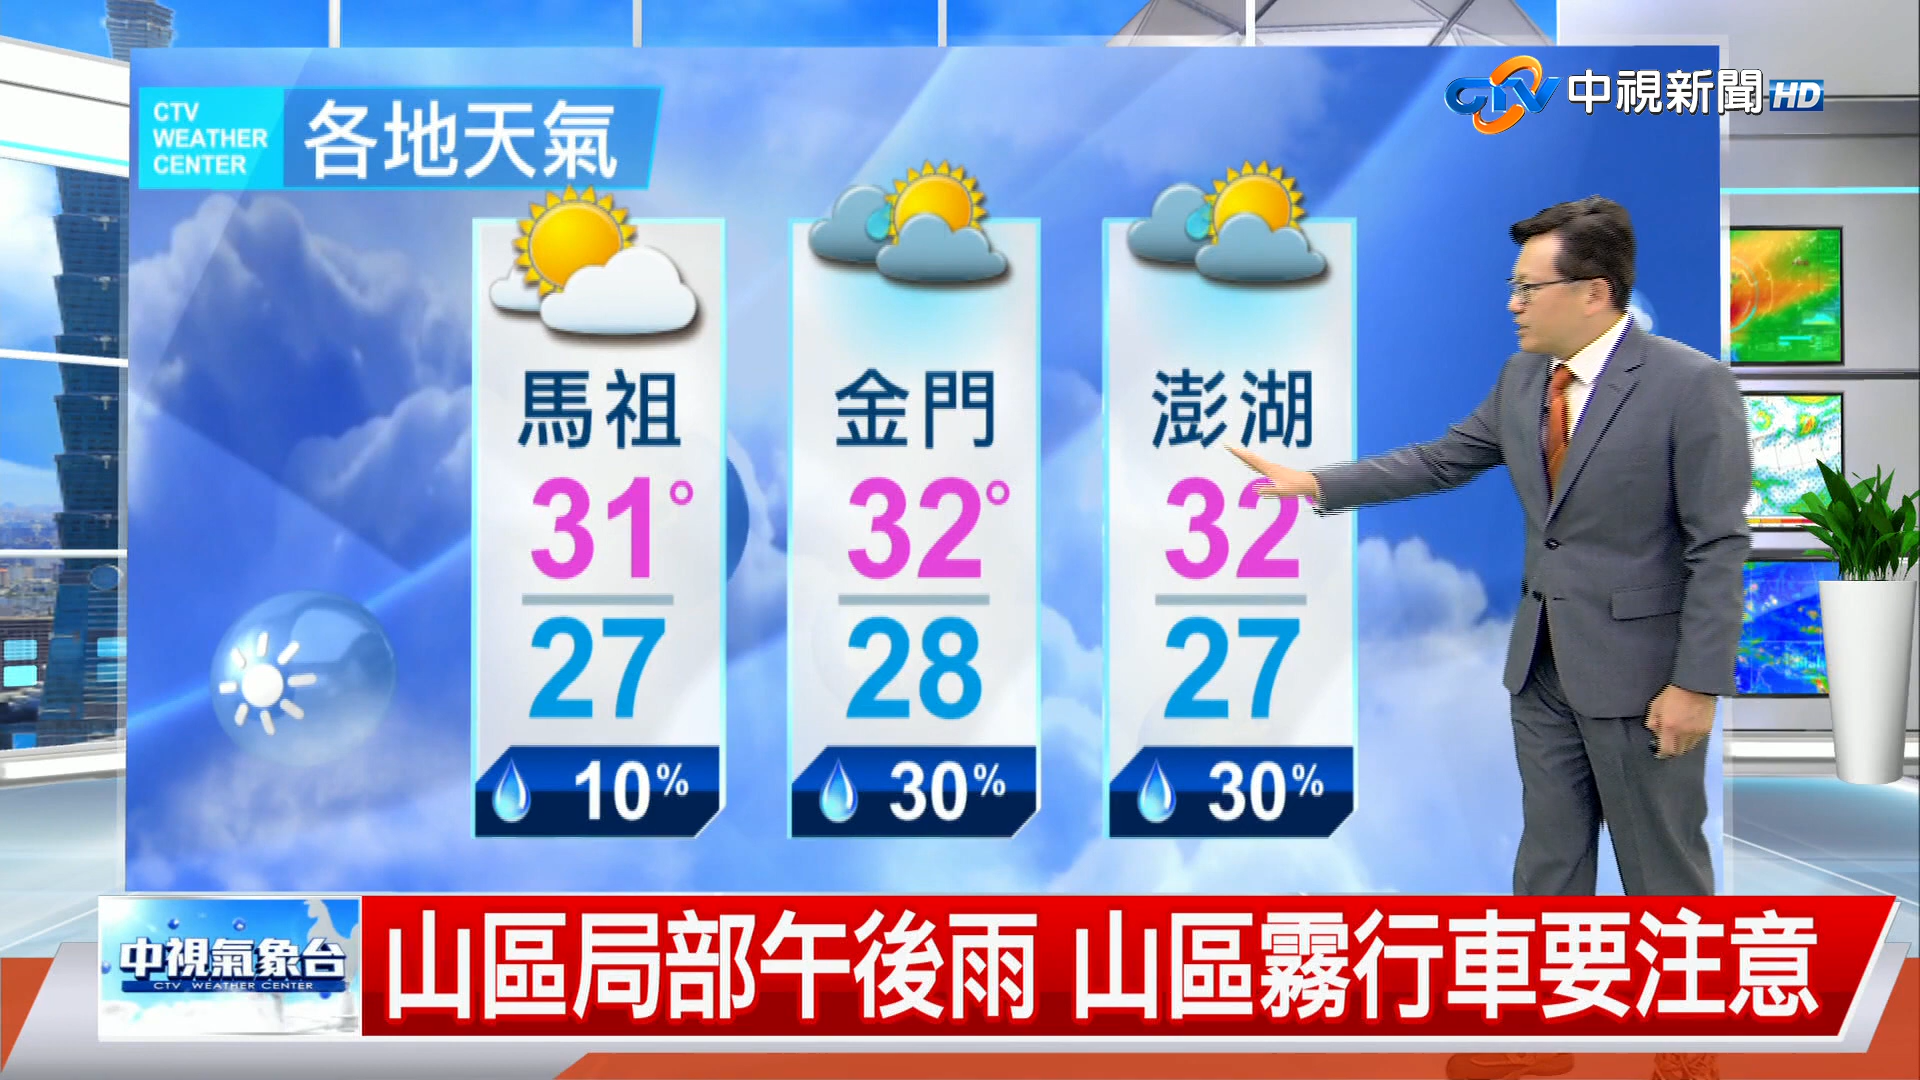 CTV
WEATHER
CENTER
各地天氣
CTV 中視新聞 HD
馬祖
31°
27
10%
金門
32°
28
30%
澎湖
32
27
30%
中視氣象台
CTV WEATHER CENTER
山區局部午後雨 山區霧行車要注意